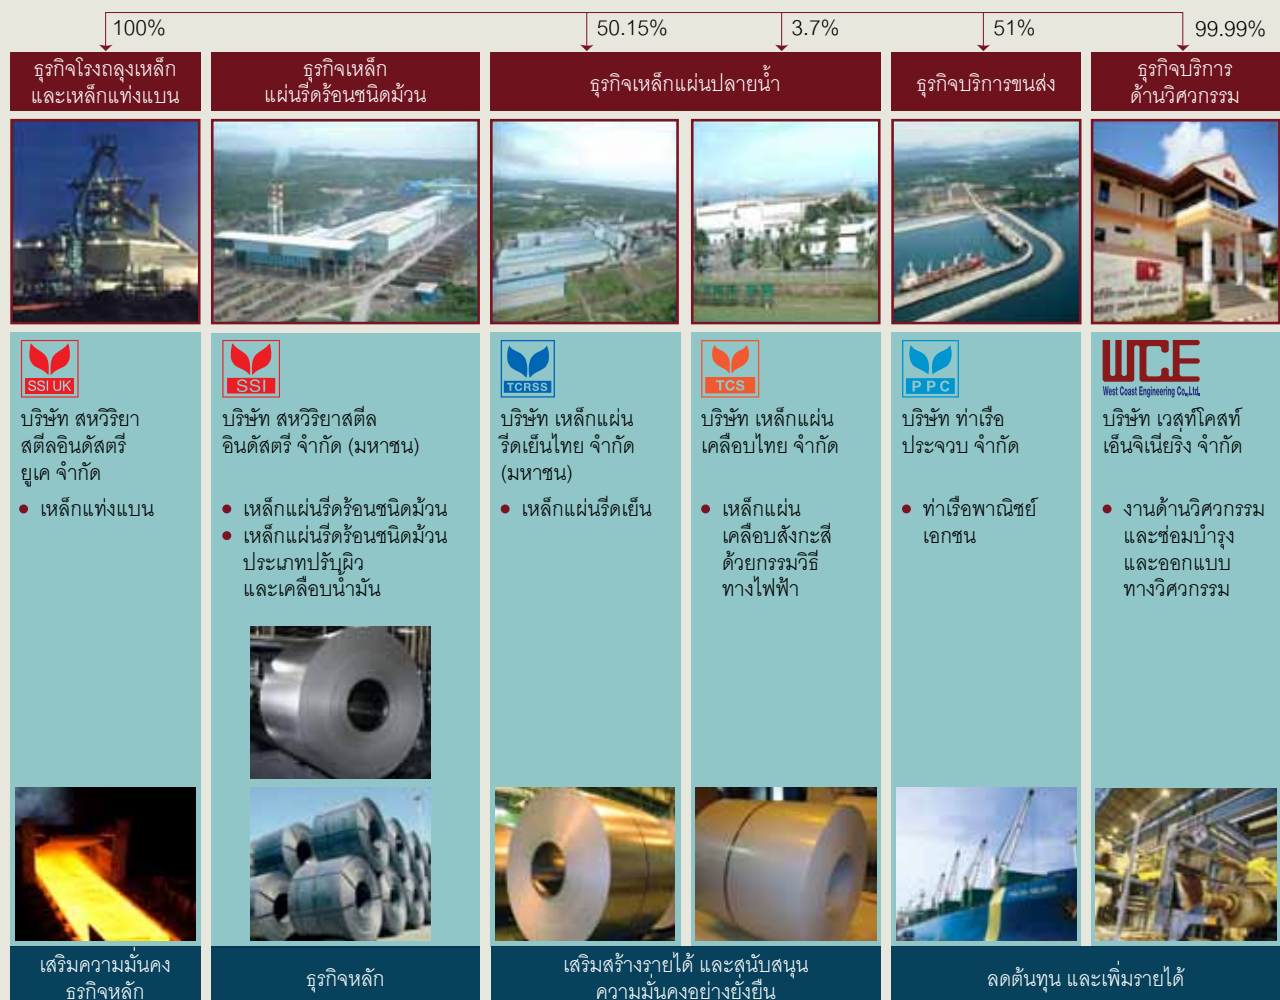 100%
50.15%
3.7%
51%
99.99%
ธุรกิจโรงถลุงเหล็ก
และเหล็กแท่งแบน
ธุรกิจเหล็ก
แผ่นรีดร้อนชนิดม้วน
ธุรกิจเหล็กแผ่นปลายน้ำ
ธุรกิจบริการขนส่ง
ธุรกิจบริการ
ด้านวิศวกรรม
WCE
SSI UK
บริษัท สหวิริยา
สตีลอินดัสตรี
ยูเค จำกัด
เหล็กแท่งแบน
SSI
บริษัท สหวิริยาสตีล
อินดัสตรี จำกัด (มหาชน)
เหล็กแผ่นรีดร้อนชนิดม้วน
เหล็กแผ่นรีดร้อนชนิดม้วน
ประเภทปรับผิว
และเคลือบน้ำมัน
TCRSS
บริษัท เหล็กแผ่น
รีดเย็นไทย จำกัด
(มหาชน)
เหล็กแผ่นรีดเย็น
TCS
บริษัท เหล็กแผ่น
เคลือบไทย จำกัด
เหล็กแผ่น
เคลือบสังกะสี
ด้วยกรรมวิธี
ทางไฟฟ้า
PPC
บริษัท ท่าเรือ
ประจวบ จำกัด
ท่าเรือพาณิชย์
เอกชน
WCE
West Coast Engineering Co.,Ltd.
บริษัท เวสท์โคสท์
เอ็นจิเนียริ่ง จำกัด
งานด้านวิศวกรรม
และซ่อมบำรุง
และออกแบบ
ทางวิศวกรรม
เสริมความมั่นคง
ธุรกิจหลัก
ธุรกิจหลัก
เสริมสร้างรายได้ และสนับสนุน
ความมั่นคงอย่างยั่งยืน
ลดต้นทุน และเพิ่มรายได้